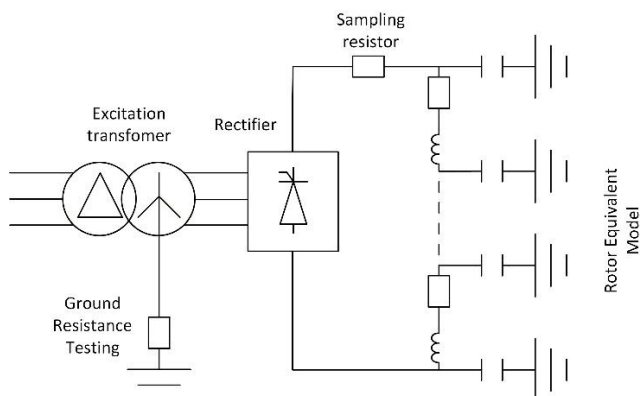 Sampling
resistor
Excitation
transfomer
Rectifier
Ground
Resistance
Testing
Rotor Equivalent
Model